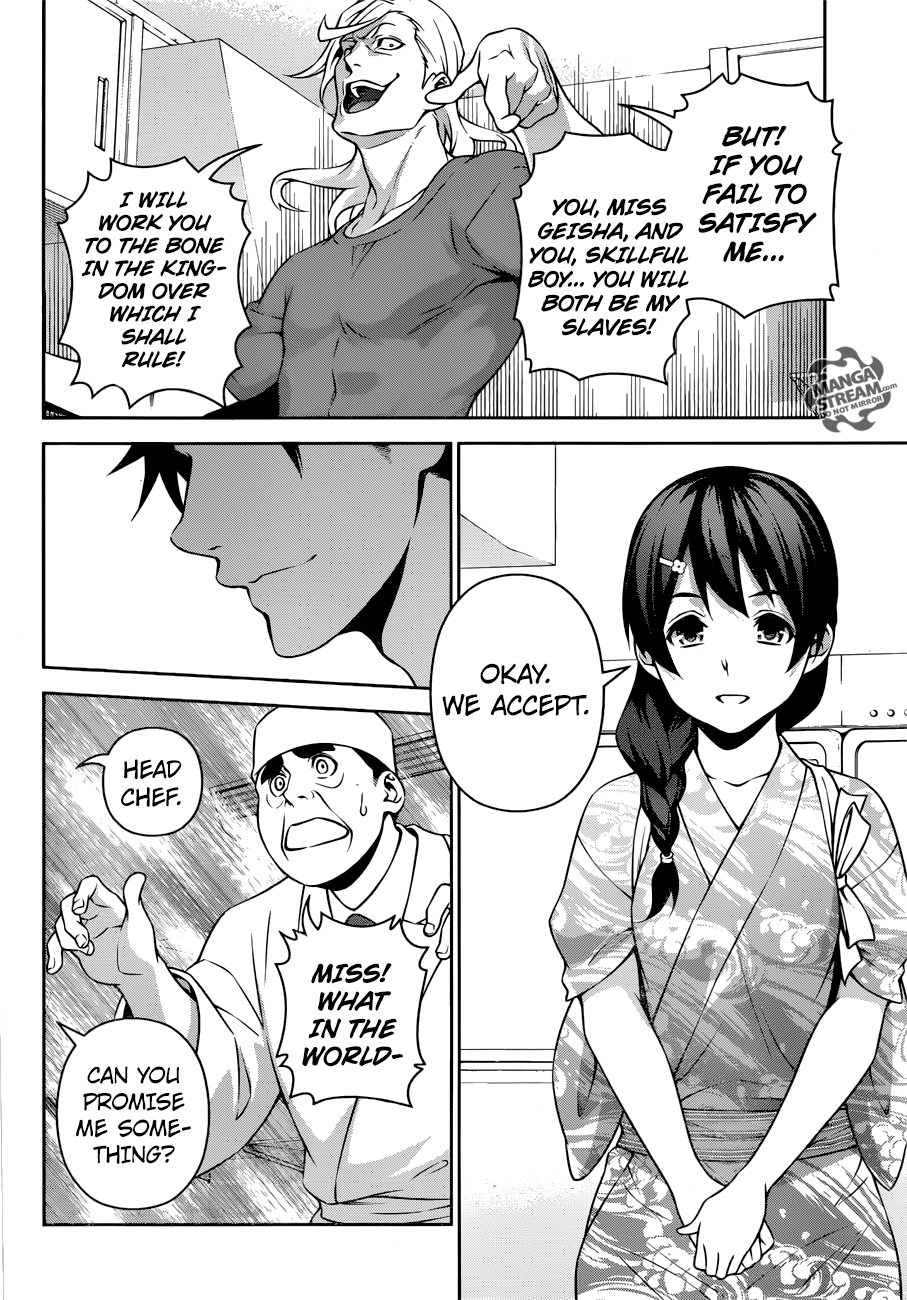 BUT!
IF YOU
FAIL TO
SATISFY
ME...
YOU, MISS
GEISHA, AND
YOU, SKILLFUL
BOY... YOU WILL
BOTH BE MY
SLAVES!
I WILL
WORK YOU
TO THE BONE
IN THE KING-
DOM OVER
WHICH I
SHALL
RULE!
MANGA
STREAM.com
DO NOT MIRROR
OKAY.
WE ACCEPT.
MISS!
WHAT
IN THE
WORLD-
HEAD
CHEF.
CAN YOU
PROMISE
ME SOME-
THING?